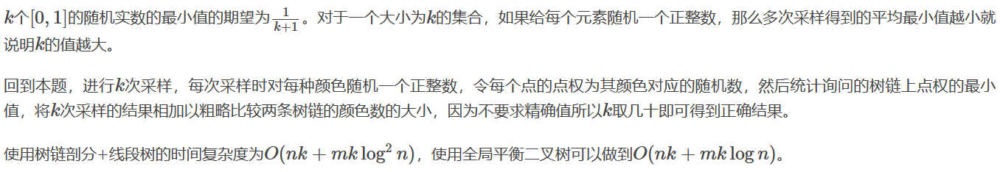 k个[0, 1]的随机实数的最小值的期望为\frac{1}{k+1}。对于一个大小为k的集合，如果给每个元素随机一个正整数，那么多次采样得到的平均最小值越小就
说明k的值越大。
回到本题，进行k次采样，每次采样时对每种颜色随机一个正整数，令每个点的点权为其颜色对应的随机数，然后统计询问的树链上点权的最小
值，将k次采样的结果相加以粗略比较两条树链的颜色数的大小，因为不要求精确值所以k取几十即可得到正确结果。
使用树链剖分+线段树的时间复杂度为O(nk + mk log² n)，使用全局平衡二叉树可以做到O(nk + mk log n)。